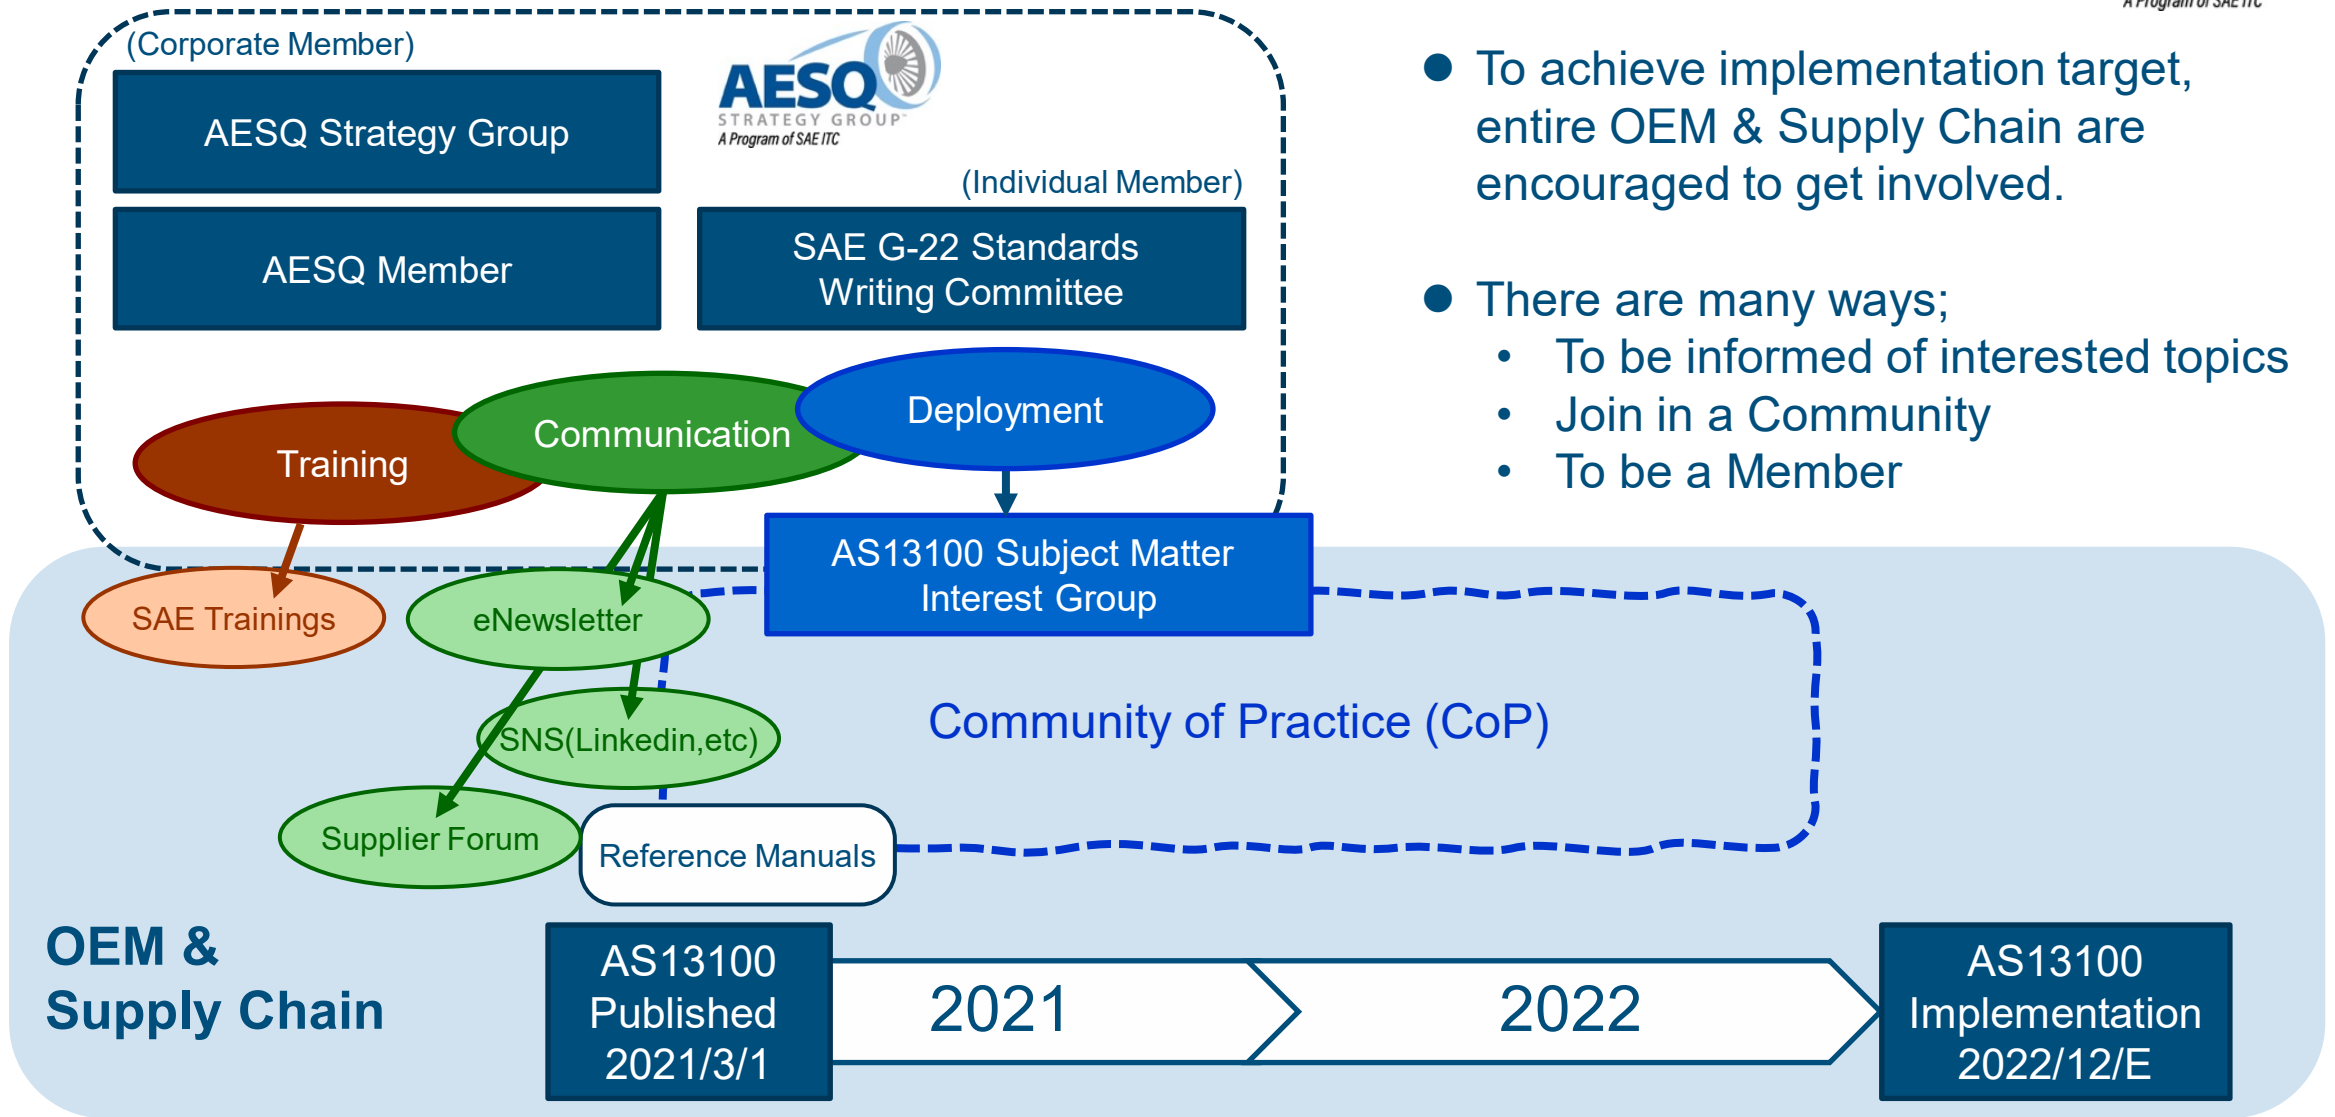 A Program of SAE ITC
(Corporate Member)
AESQ Strategy Group
AESQ Member
AESQ
STRATEGY GROUP
A Program of SAE ITC
(Individual Member)
SAE G-22 Standards
Writing Committee
Training
Communication
Deployment
AS13100 Subject Matter
Interest Group
SAE Trainings
eNewsletter
SNS(Linkedin,etc)
Supplier Forum
Reference Manuals
Community of Practice (CoP)
● To achieve implementation target,
entire OEM & Supply Chain are
encouraged to get involved.
● There are many ways;
• To be informed of interested topics
• Join in a Community
• To be a Member
OEM &
Supply Chain
AS13100
Published
2021/3/1
2021
2022
AS13100
Implementation
2022/12/E